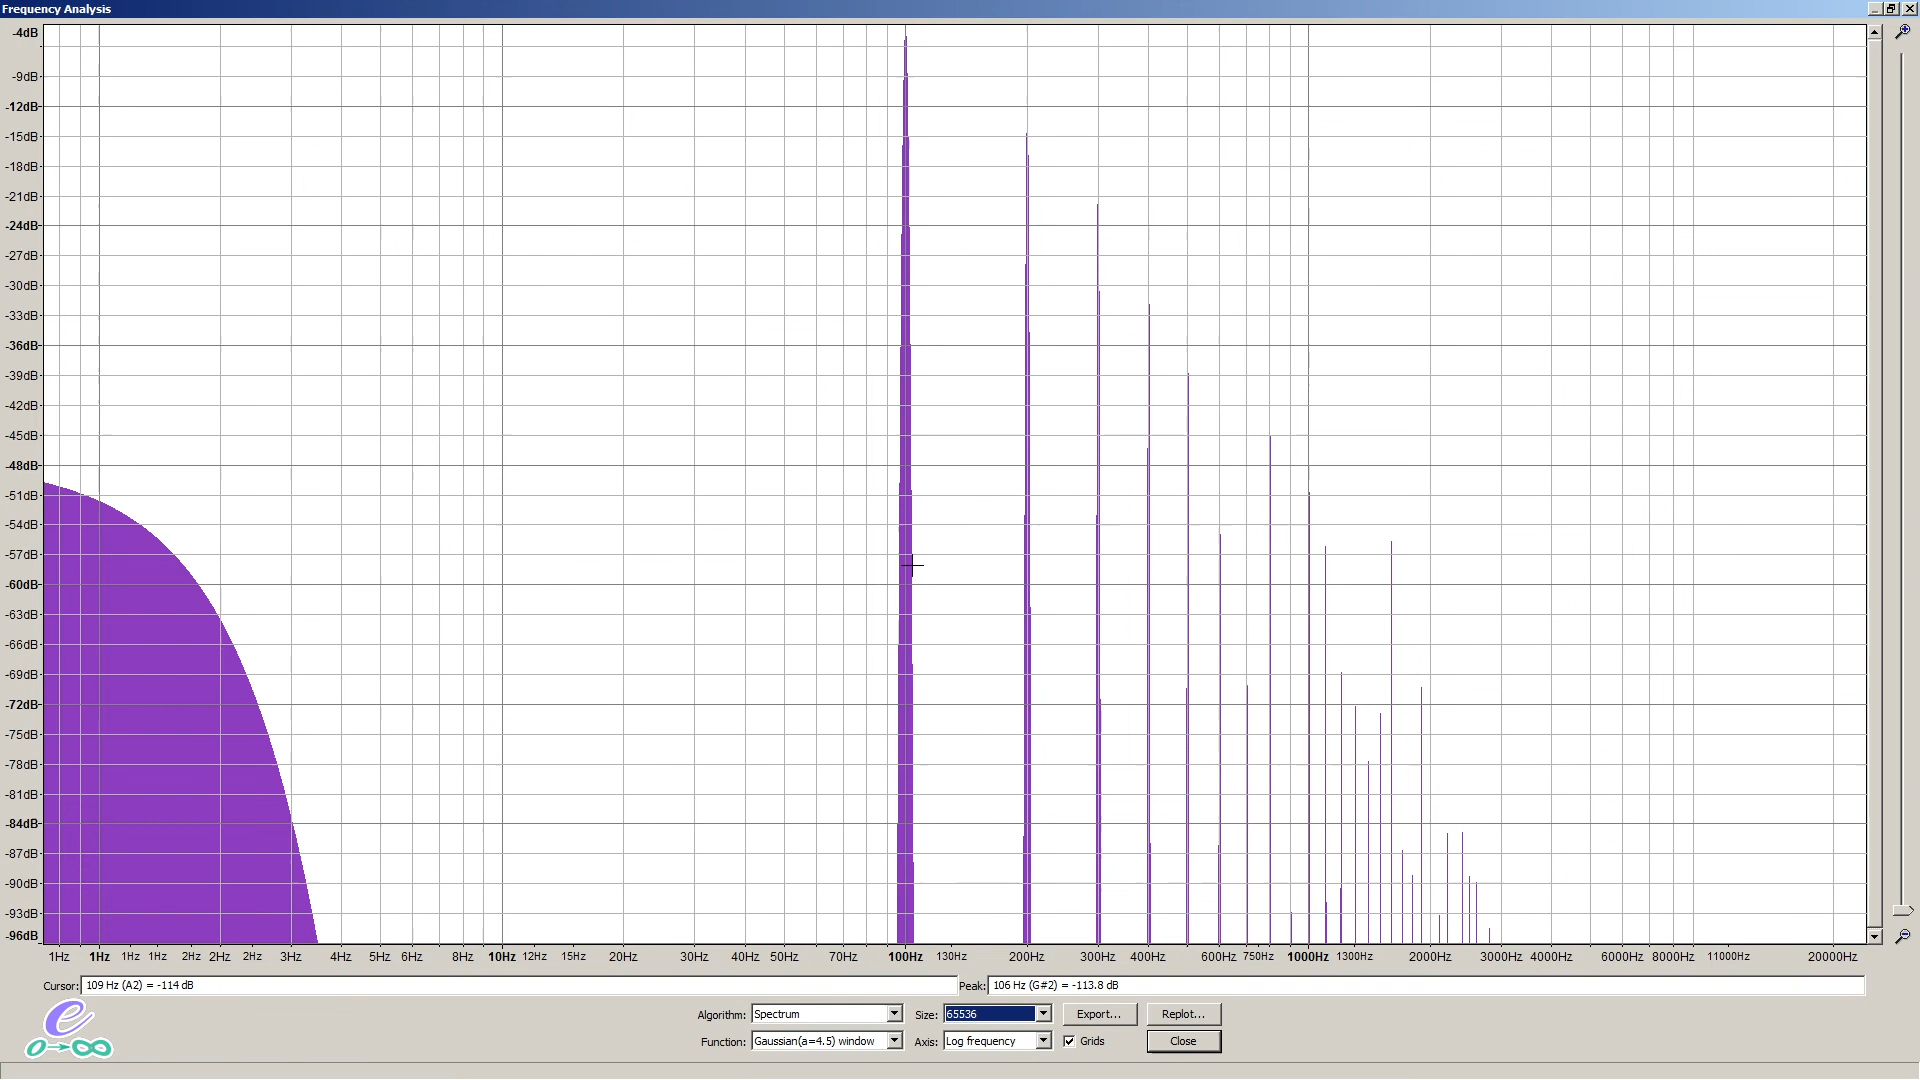 Frequency Analysis
-4dB
-9dB
-12dB
-15dB
-18dB
-21dB
-24dB
-27dB
-30dB
-33dB
-36dB
-39dB
-42dB
-45dB
-48dB
-51dB
-54dB
-57dB
-60dB
-63dB
-66dB
-69dB
-72dB
-75dB
-78dB
-81dB
-84dB
-87dB
-90dB
-93dB
-96dB
1Hz 1Hz 1Hz 1Hz 2Hz 2Hz 2Hz 3Hz 4Hz 5Hz 6Hz 8Hz 10Hz 12Hz 15Hz 20Hz 30Hz 40Hz 50Hz 70Hz 100Hz 130Hz 200Hz 300Hz 400Hz 600Hz 750Hz 1000Hz 1300Hz 2000Hz 3000Hz 4000Hz 6000Hz 8000Hz 11000Hz 20000Hz
Cursor: 109 Hz (A2) = -114 dB Peak: 106 Hz (G#2) = -113.8 dB
Algorithm: Spectrum Size: 65536 Export... Replot...
Function: Gaussian(a=4.5) window Axis: Log frequency Grids Close
e
0→∞